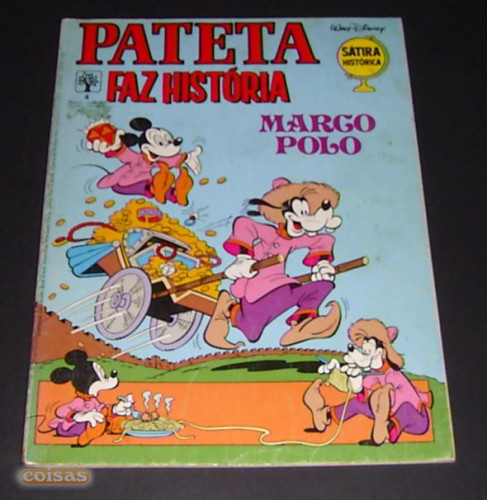 PATETA
Walt Disney
FAZ HISTÓRIA
SÁTIRA
HISTÓRICA
4
MARCO
POLO
coisas